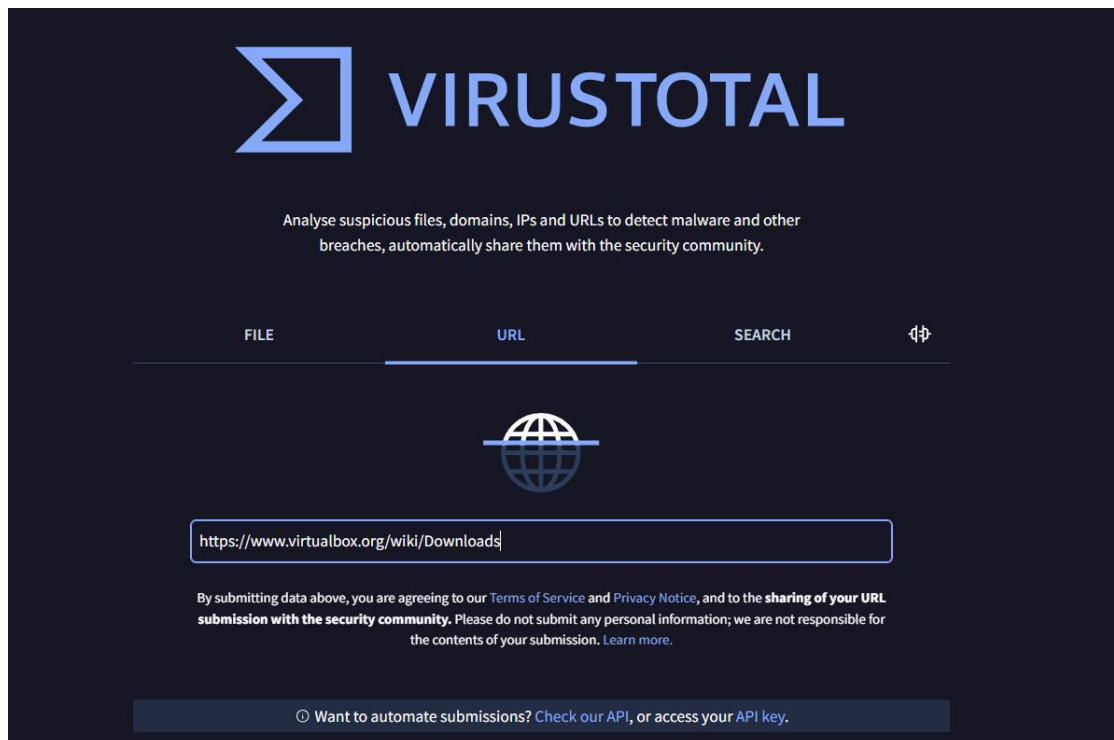 VIRUSTOTAL
Analyse suspicious files, domains, IPs and URLs to detect malware and other
breaches, automatically share them with the security community.
FILE URL SEARCH
https://www.virtualbox.org/wiki/Downloads
By submitting data above, you are agreeing to our Terms of Service and Privacy Notice, and to the sharing of your URL
submission with the security community. Please do not submit any personal information; we are not responsible for
the contents of your submission. Learn more.
Want to automate submissions? Check our API, or access your API key.